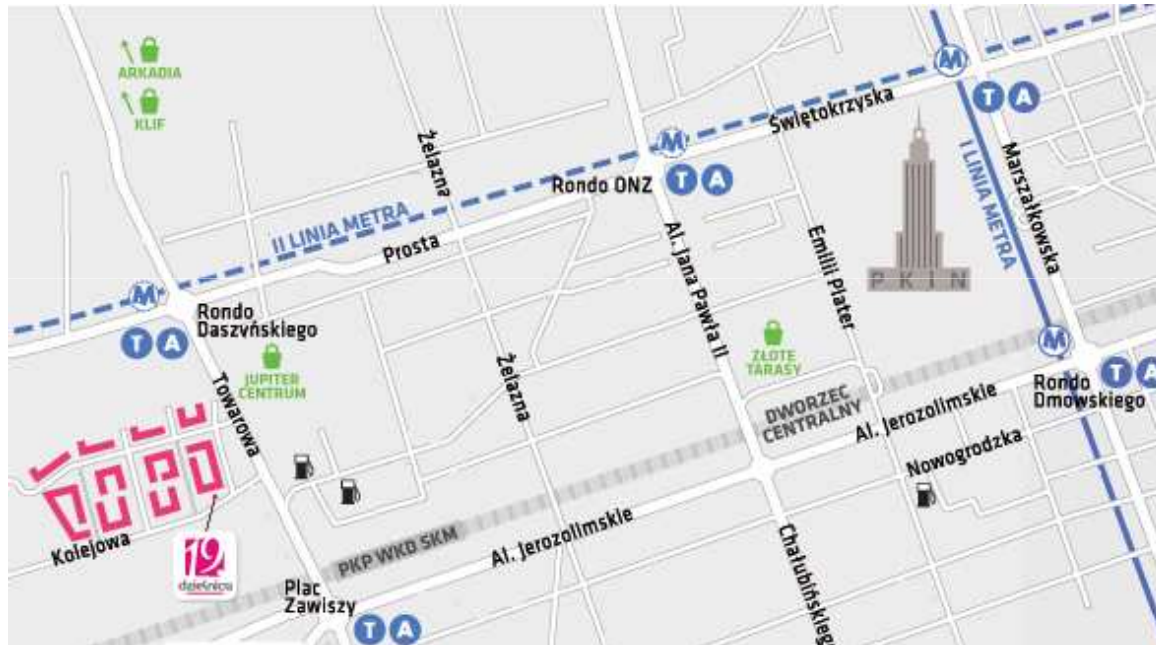 ARKADIA
KLIF
Żelazna
Świętokrzyska
T A
I LINIA METRA
Marszałkowska
Rondo ONZ
T A
II LINIA METRA
Prosta
Al. Jana Pawła II
Emilii Plater
PKIN
Rondo
Daszyńskiego
T A
JUPITER
CENTRUM
Towarowa
Żelazna
ZŁOTE
TARASY
DWORZEC
CENTRALNY
Rondo
Dmowskiego
T A
Al. Jerozolimskie
Nowogrodzka
Kolejowa
19
dzielnica
PKP WKD SKM
Al. Jerozolimskie
Chałubińskiego
Plac
Zawiszy
T A